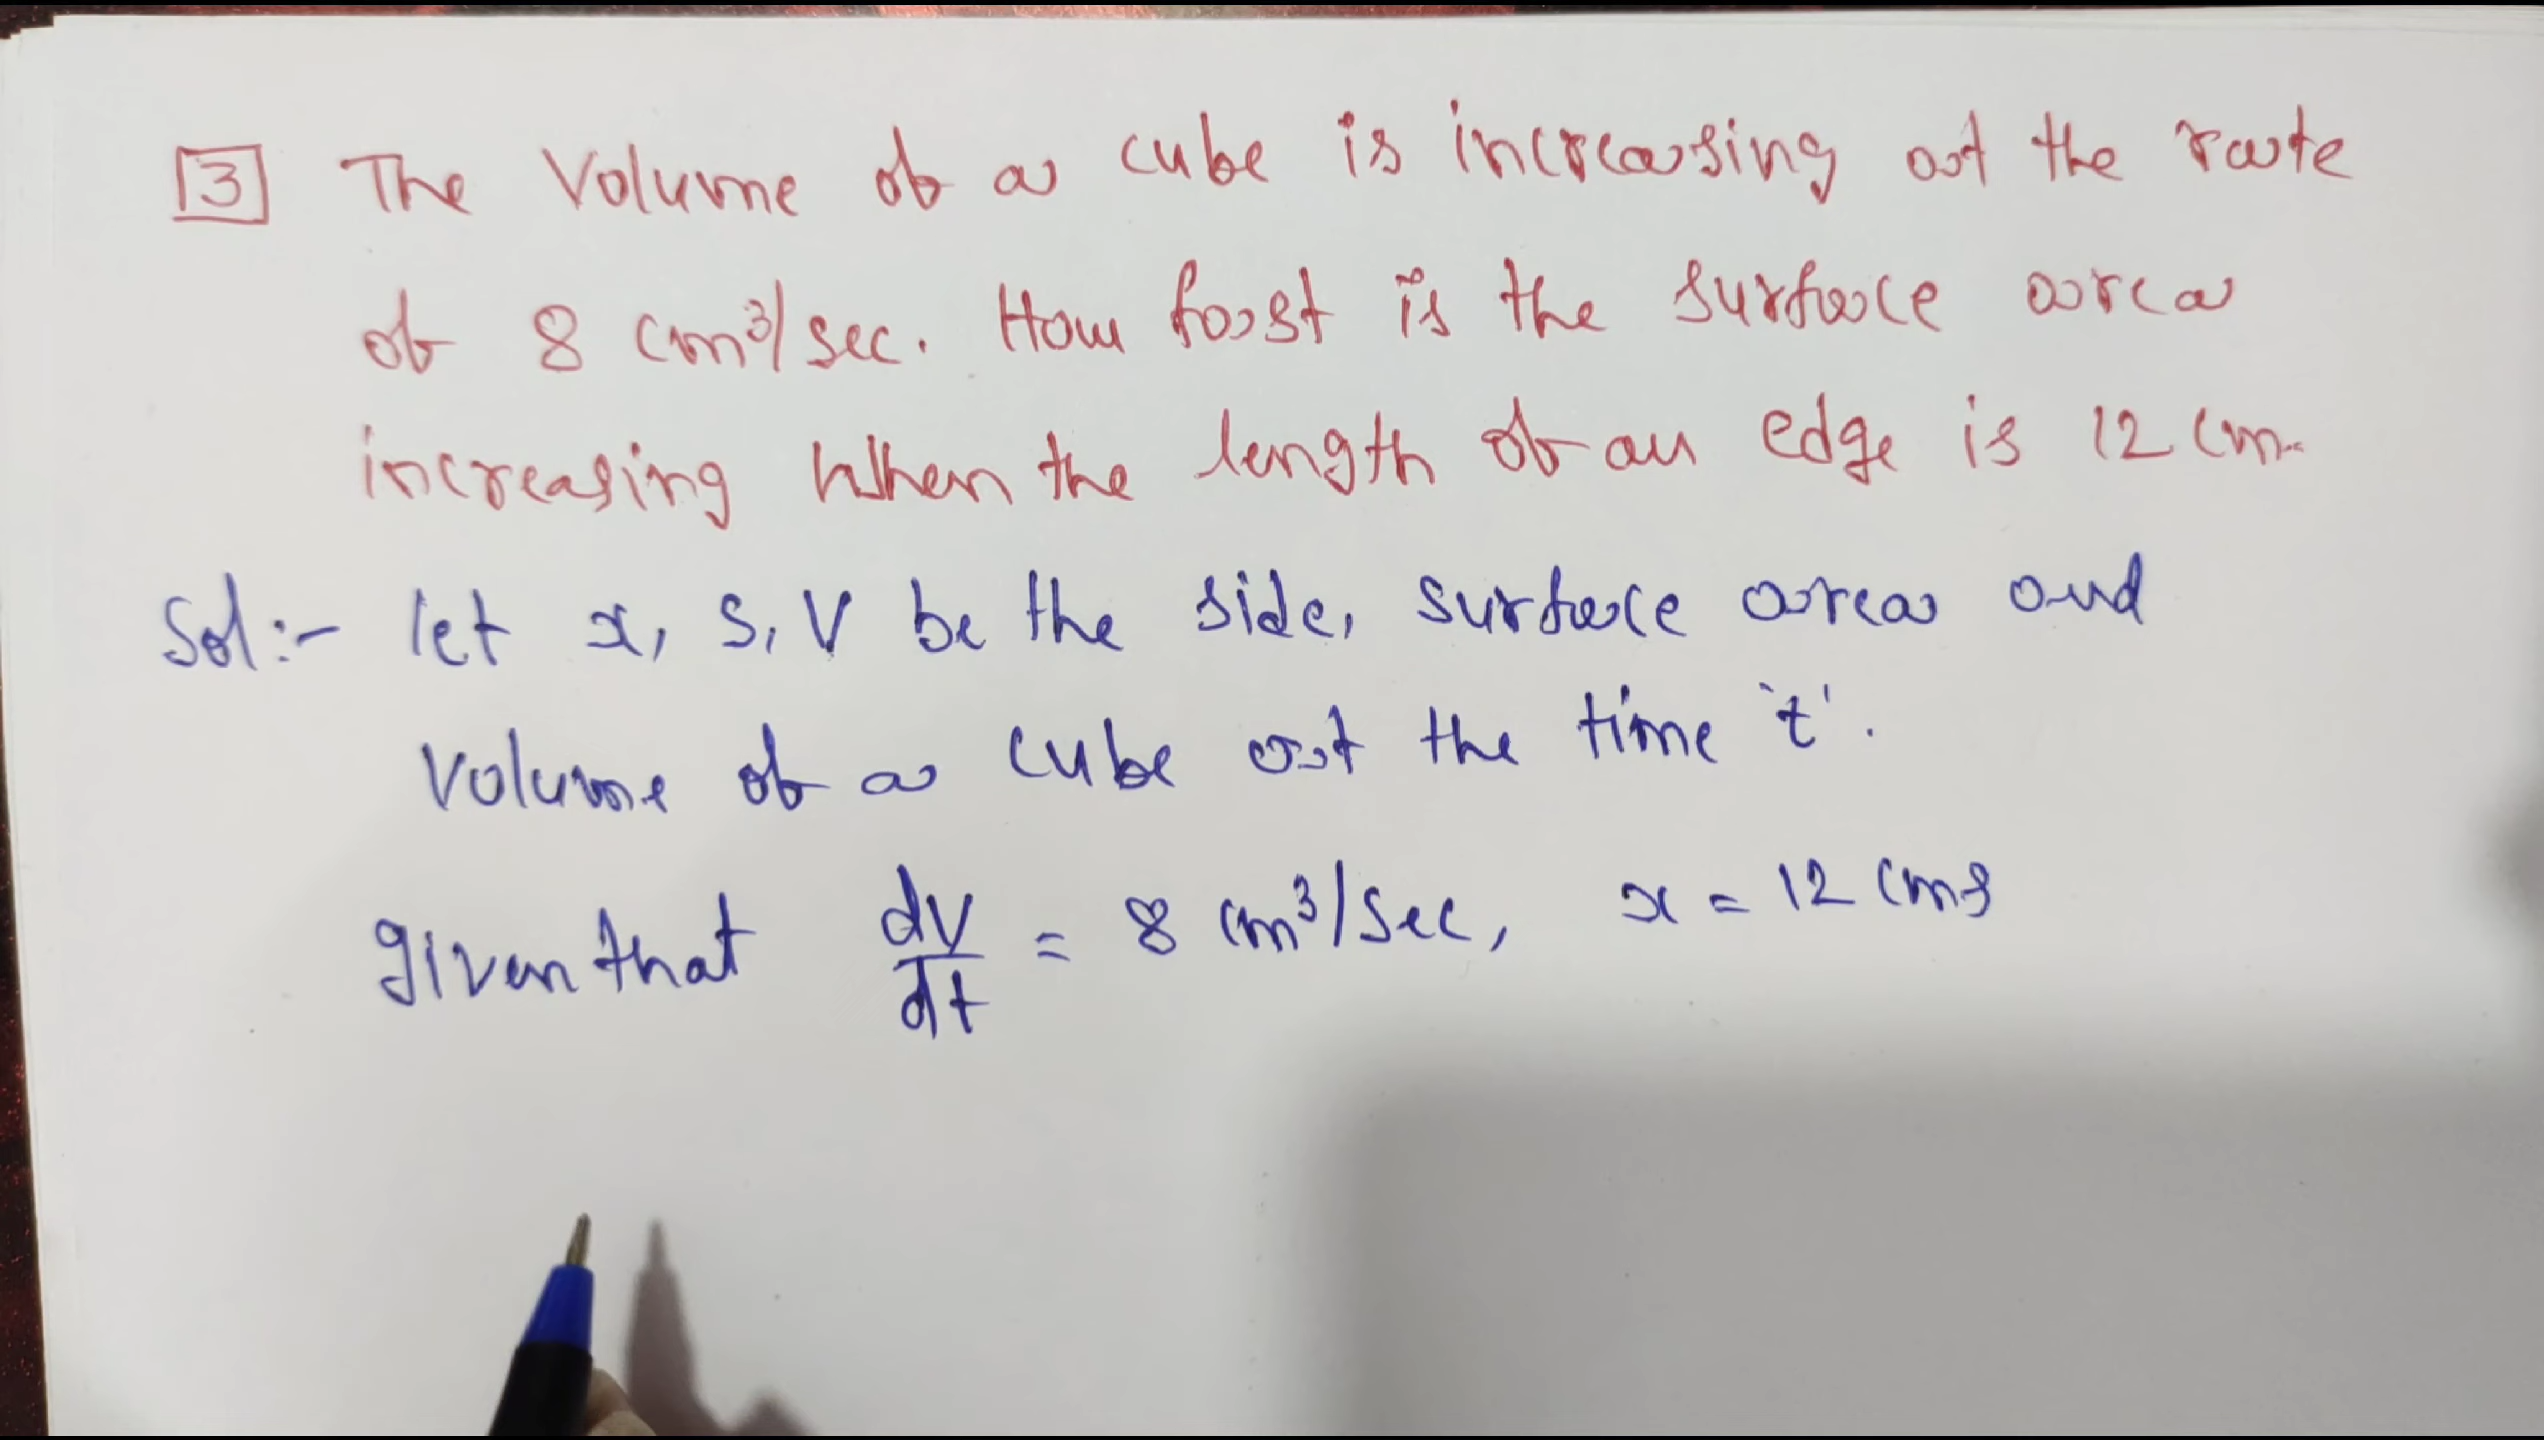 3 The Volume of a cube is increasing at the rate
of 8 cm³/sec. How fast is the surface area
increasing when the length of an edge is 12 cm.
Sol:- let x, s, V be the side, surface area and
Volume of a cube at the time 't'.
given that dv/dt = 8 cm³/sec, x = 12 cms